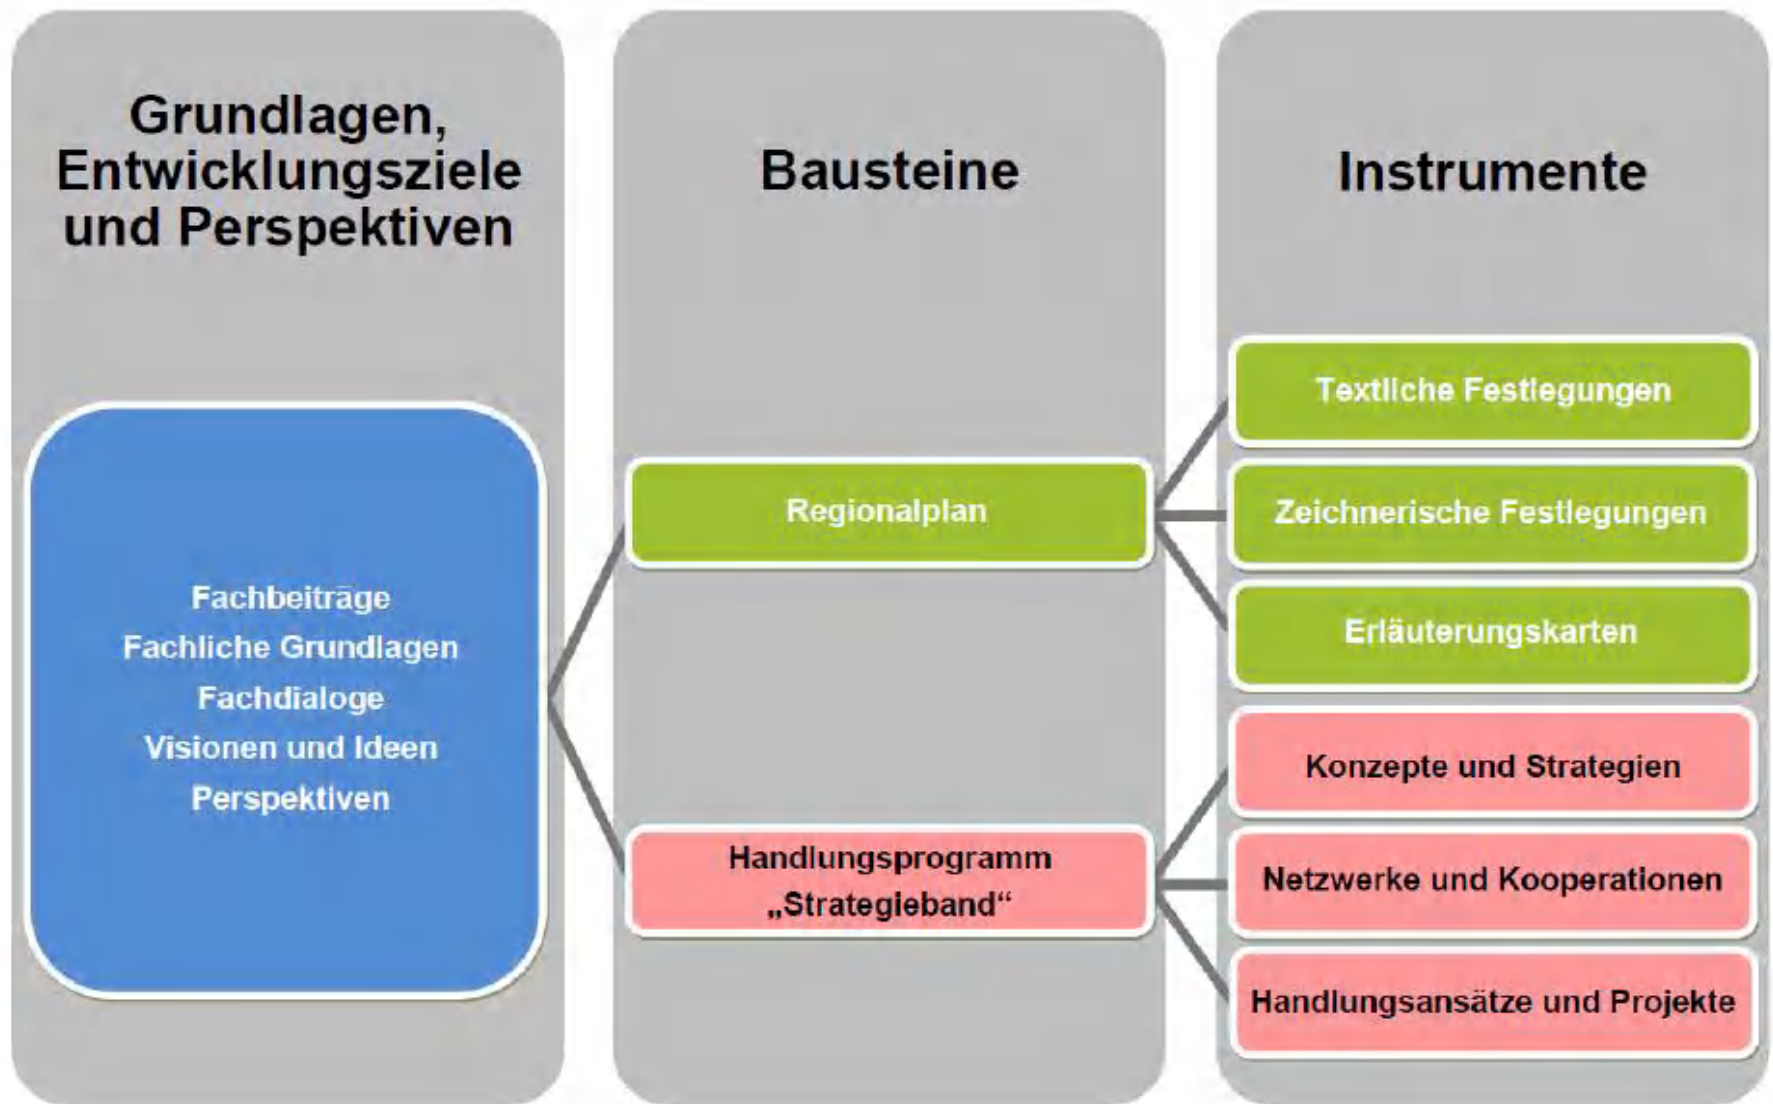 Grundlagen,
Entwicklungsziele
und Perspektiven
Fachbeiträge
Fachliche Grundlagen
Fachdialoge
Visionen und Ideen
Perspektiven
Bausteine
Regionalplan
Handlungsprogramm
„Strategieband“
Instrumente
Textliche Festlegungen
Zeichnerische Festlegungen
Erläuterungskarten
Konzepte und Strategien
Netzwerke und Kooperationen
Handlungsansätze und Projekte